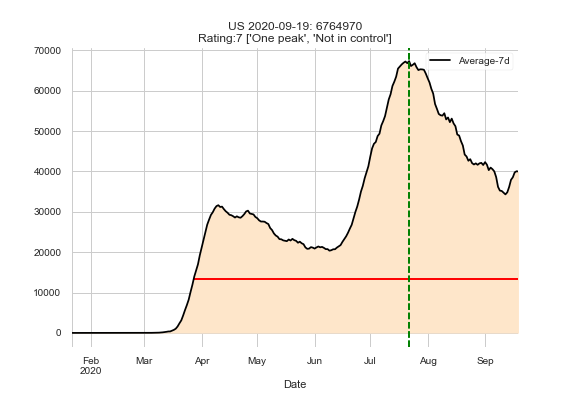 US 2020-09-19: 6764970
Rating:7 ['One peak', 'Not in control']
70000
Average-7d
60000
50000
40000
30000
20000
10000
0
Feb Mar Apr May Jun Jul Aug Sep
2020
Date